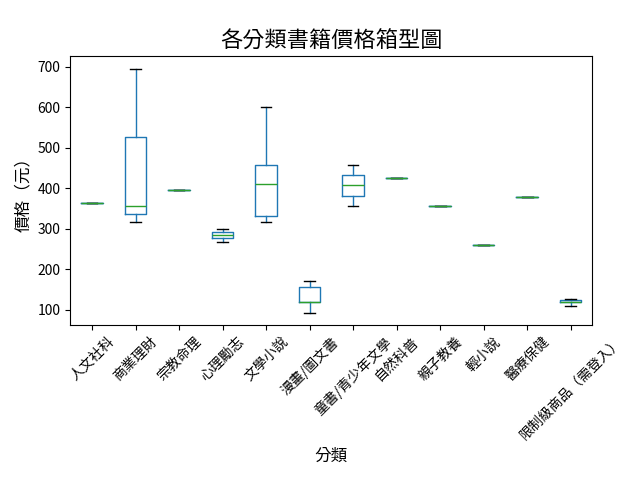 各分類書籍價格箱型圖
700
600
500
400
300
200
100
價格（元）
人文社科
商業理財
宗教命理
心理勵志
文學小說
漫畫/圖文書
童書/青少年文學
自然科普
親子教養
輕小說
醫療保健
限制級商品（需登入）
分類